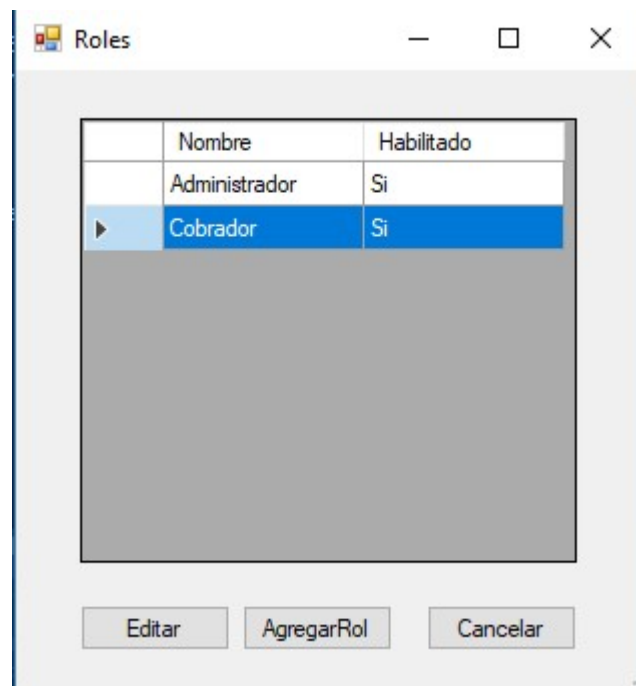 Roles
Nombre Habilitado
Administrador Si
Cobrador Si
Editar AgregarRol Cancelar